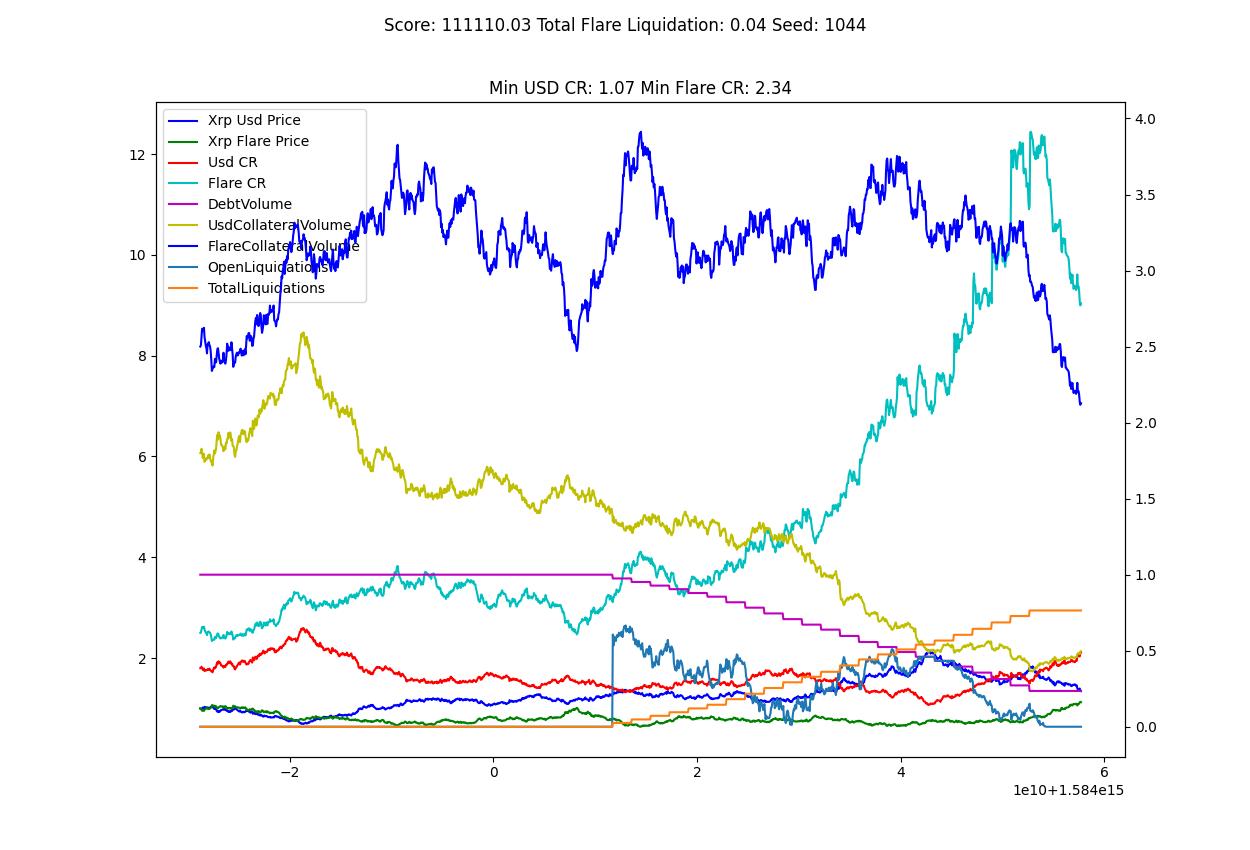 Score: 111110.03 Total Flare Liquidation: 0.04 Seed: 1044
Min USD CR: 1.07 Min Flare CR: 2.34
Xrp Usd Price
Xrp Flare Price
Usd CR
Flare CR
DebtVolume
UsdCollateralVolume
FlareCollateralVolume
OpenLiquidations
TotalLiquidations
12
10
8
6
4
2
4.0
3.5
3.0
2.5
2.0
1.5
1.0
0.5
0.0
−2
0
2
4
6
1e10+1.584e15